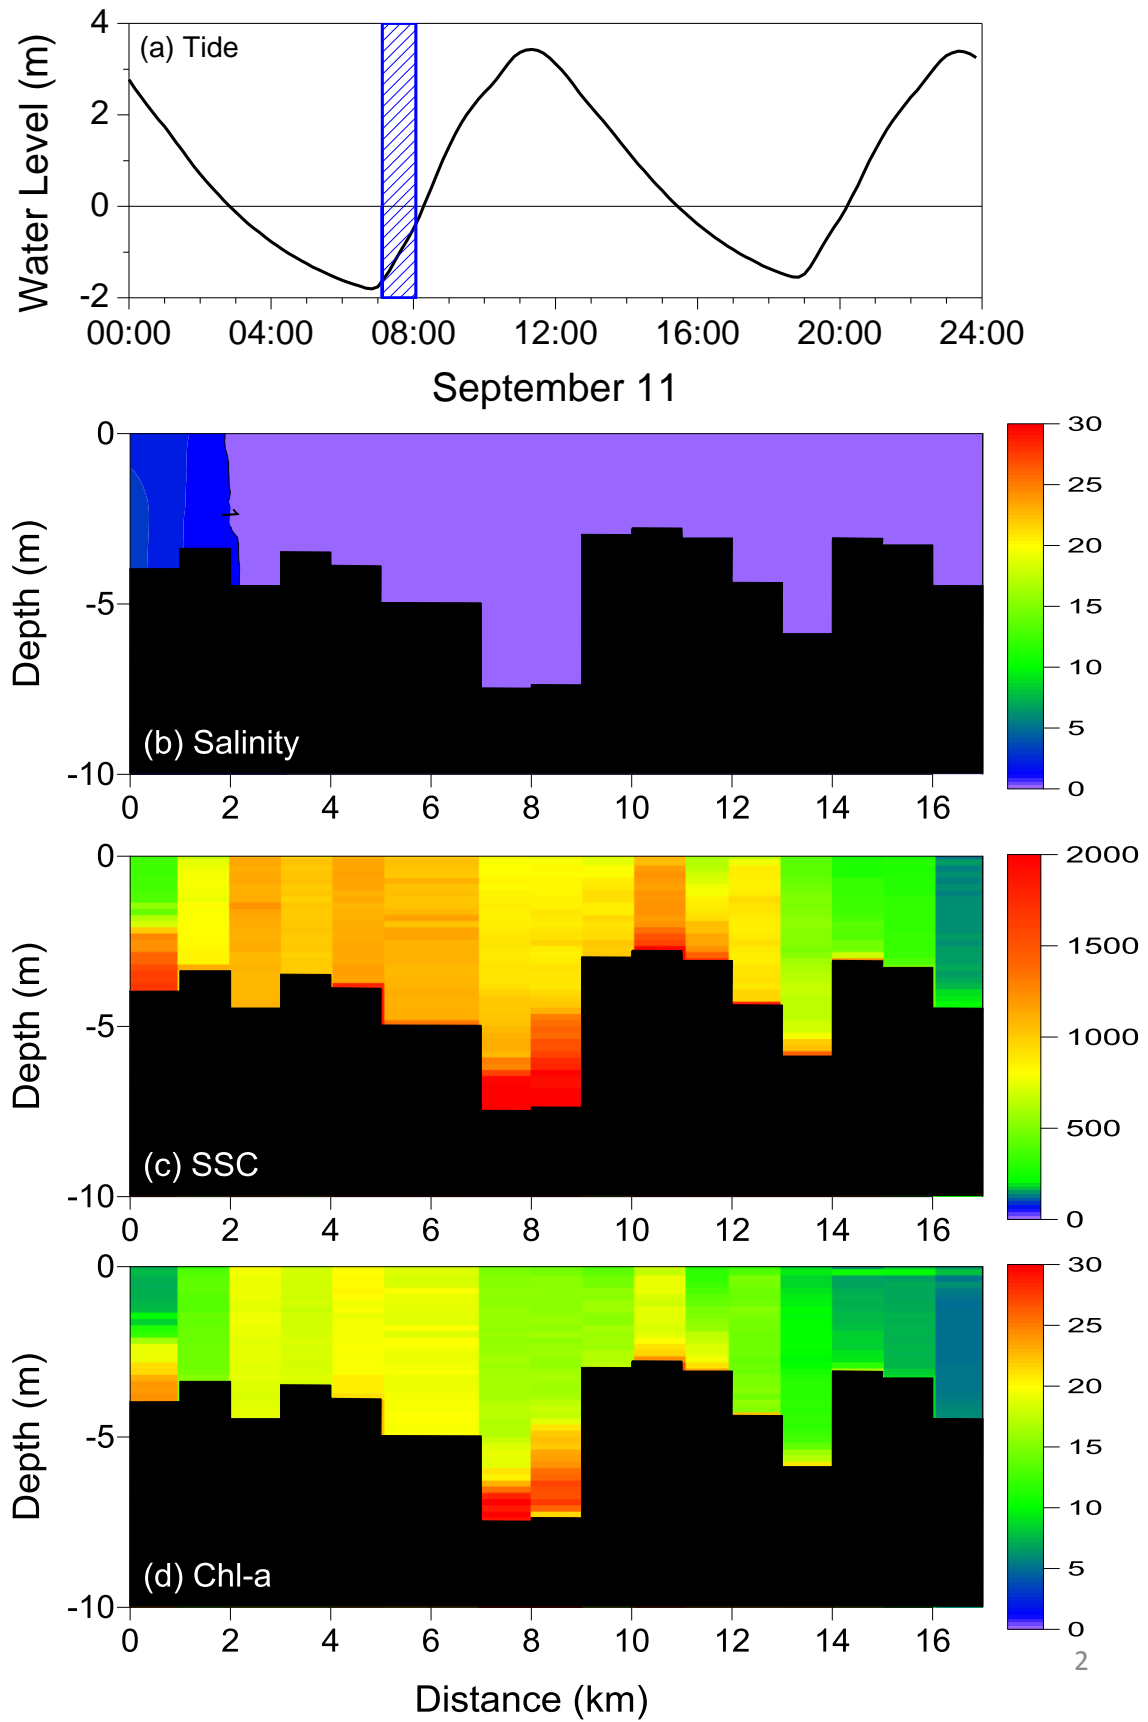 4
(a) Tide
2
0
-2
Water Level (m)
00:00 04:00 08:00 12:00 16:00 20:00 24:00
September 11
0
-5
-10
Depth (m)
1
(b) Salinity
0 2 4 6 8 10 12 14 16
30
25
20
15
10
5
0
0
-5
-10
Depth (m)
(c) SSC
0 2 4 6 8 10 12 14 16
2000
1500
1000
500
0
0
-5
-10
Depth (m)
(d) Chl-a
0 2 4 6 8 10 12 14 16
30
25
20
15
10
5
0
Distance (km)
2